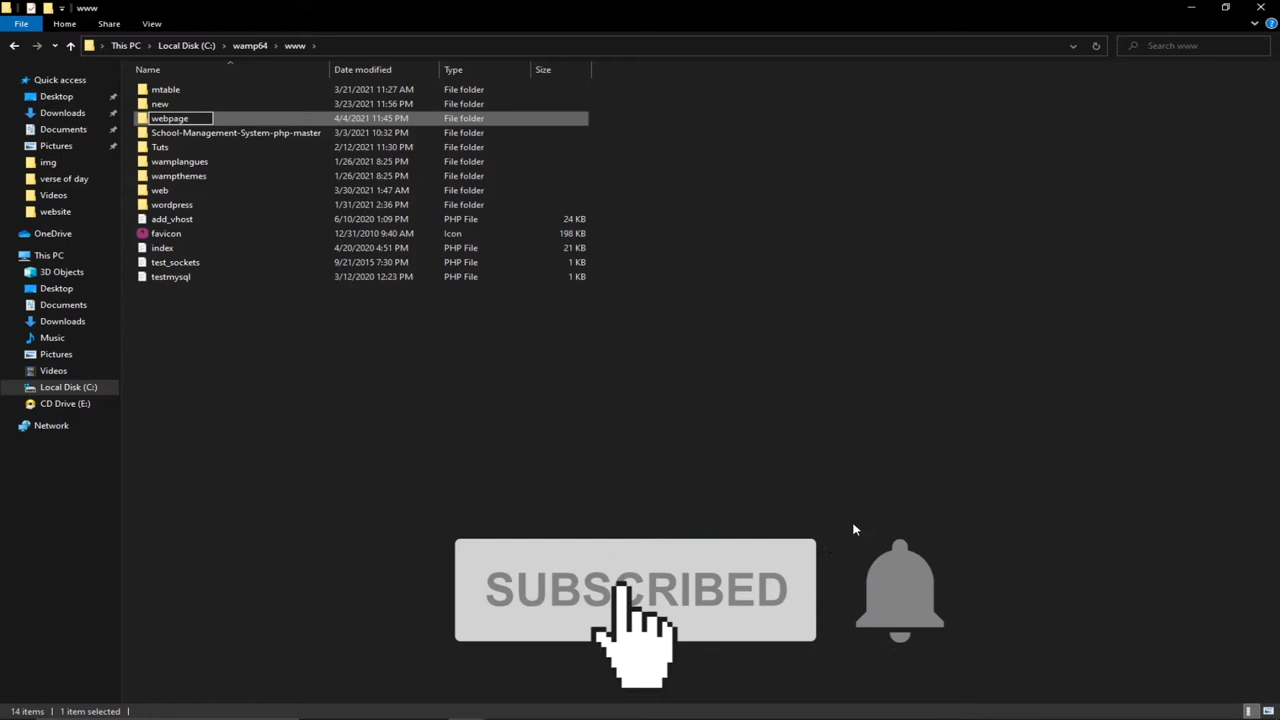 www
File Home Share View
This PC Local Disk (C:) wamp64 www
Search www
Name Date modified Type Size
Quick access
Desktop
Downloads
Documents
Pictures
img
verse of day
Videos
website
OneDrive
This PC
3D Objects
Desktop
Documents
Downloads
Music
Pictures
Videos
Local Disk (C:)
CD Drive (E:)
Network
mtable 3/21/2021 11:27 AM File folder
new 3/23/2021 11:56 PM File folder
webpage 4/4/2021 11:45 PM File folder
School-Management-System-php-master 3/3/2021 10:32 PM File folder
Tuts 2/12/2021 11:30 PM File folder
wamplangues 1/26/2021 8:25 PM File folder
wampthemes 1/26/2021 8:25 PM File folder
web 3/30/2021 1:47 AM File folder
wordpress 1/31/2021 2:36 PM File folder
add_vhost 6/10/2020 1:09 PM PHP File 24 KB
favicon 12/31/2010 9:40 AM Icon 198 KB
index 4/20/2020 4:51 PM PHP File 21 KB
test_sockets 9/21/2015 7:30 PM PHP File 1 KB
testmysql 3/12/2020 12:23 PM PHP File 1 KB
SUBSCRIBED
14 items 1 item selected